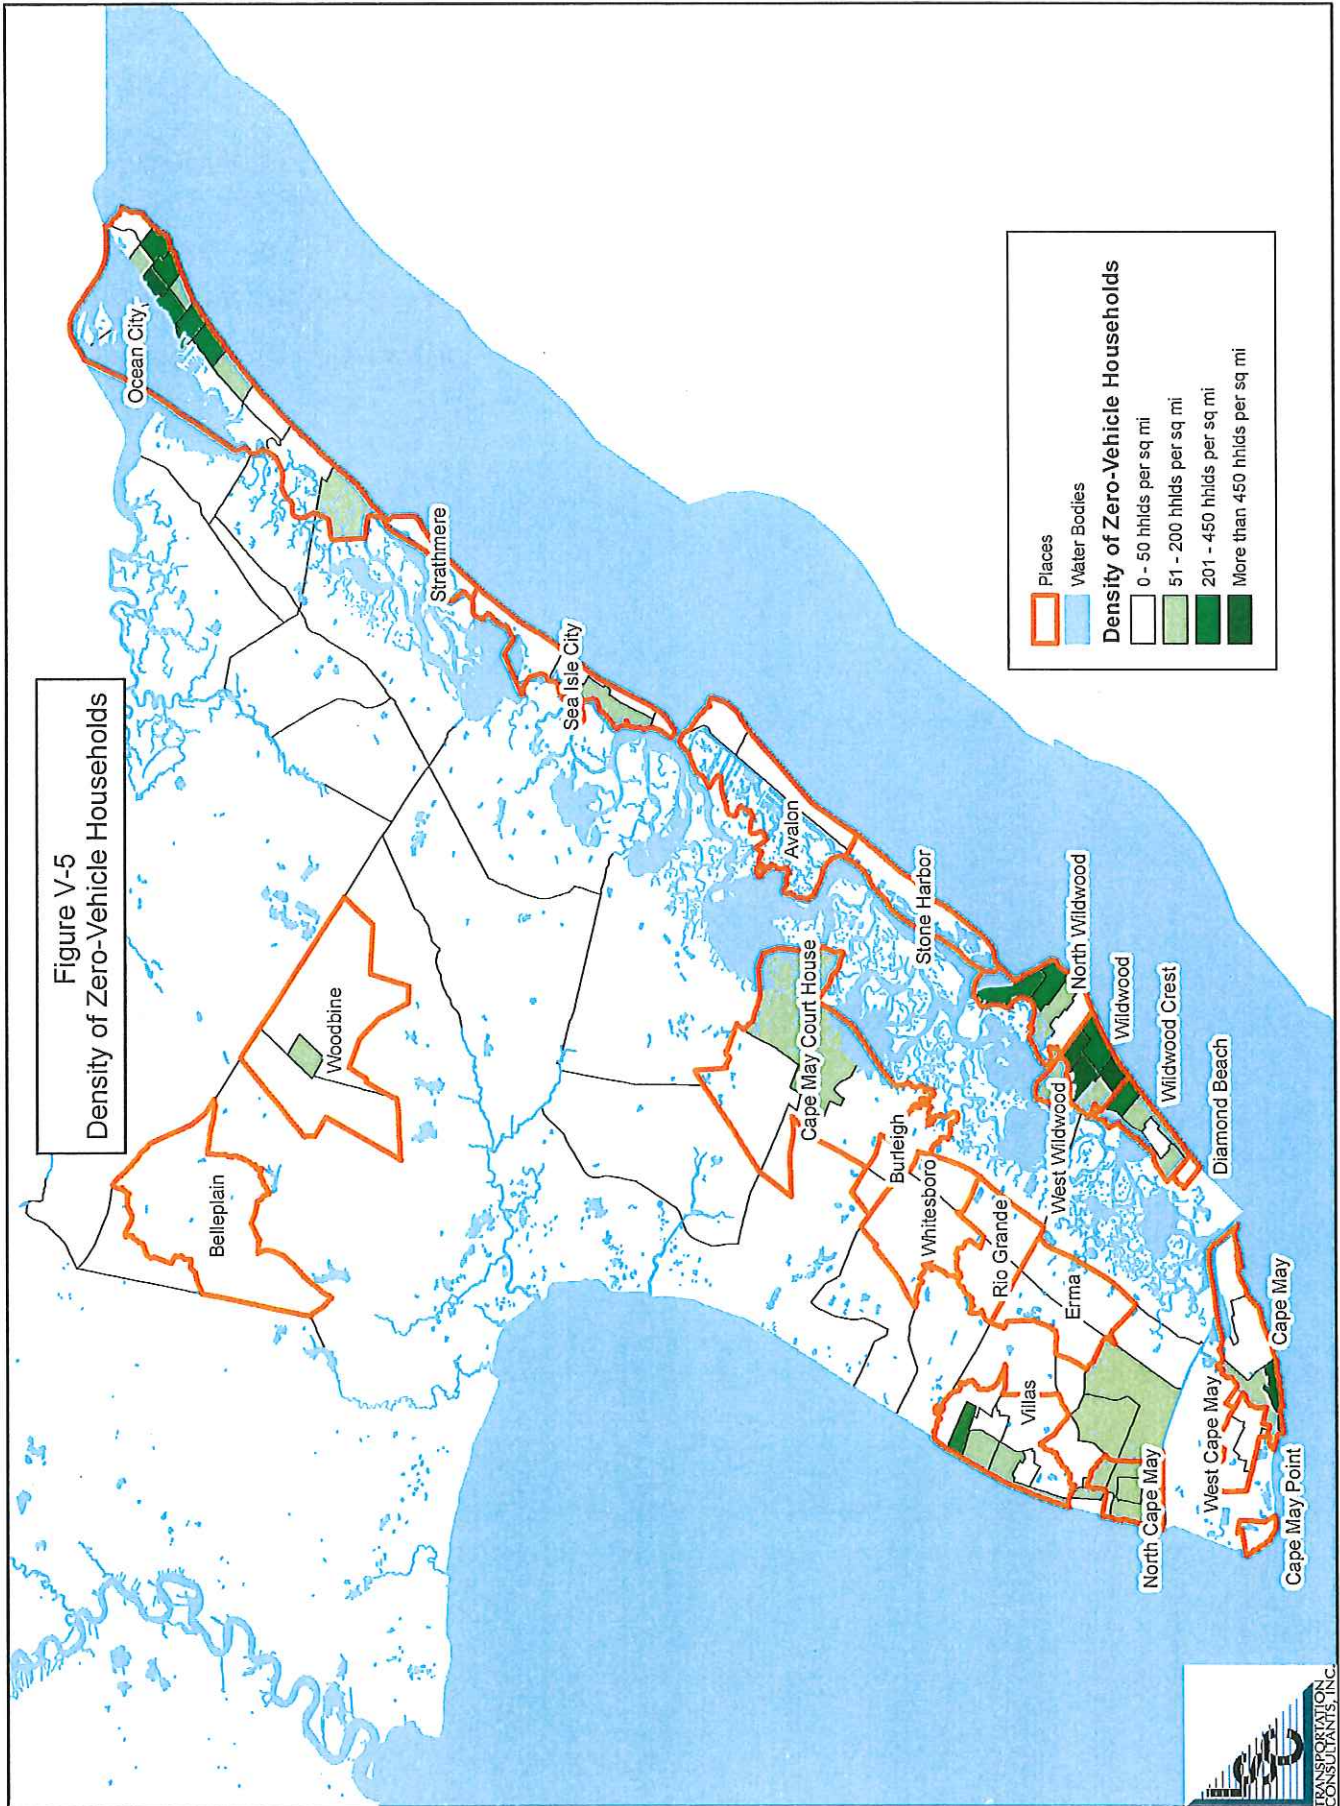 Figure V-5
Density of Zero-Vehicle Households
Ocean City
Strathmere
Sea Isle City
Avalon
Stone Harbor
North Wildwood
Wildwood
Wildwood Crest
Diamond Beach
West Wildwood
Woodbine
Belleplain
Cape May Court House
Burleigh
Whitesboro
Rio Grande
Erma
Villas
North Cape May
West Cape May
Cape May
Cape May Point
Places
Water Bodies
Density of Zero-Vehicle Households
0 - 50 hhlds per sq mi
51 - 200 hhlds per sq mi
201 - 450 hhlds per sq mi
More than 450 hhlds per sq mi
LSC
TRANSPORTATION
CONSULTANTS, INC.